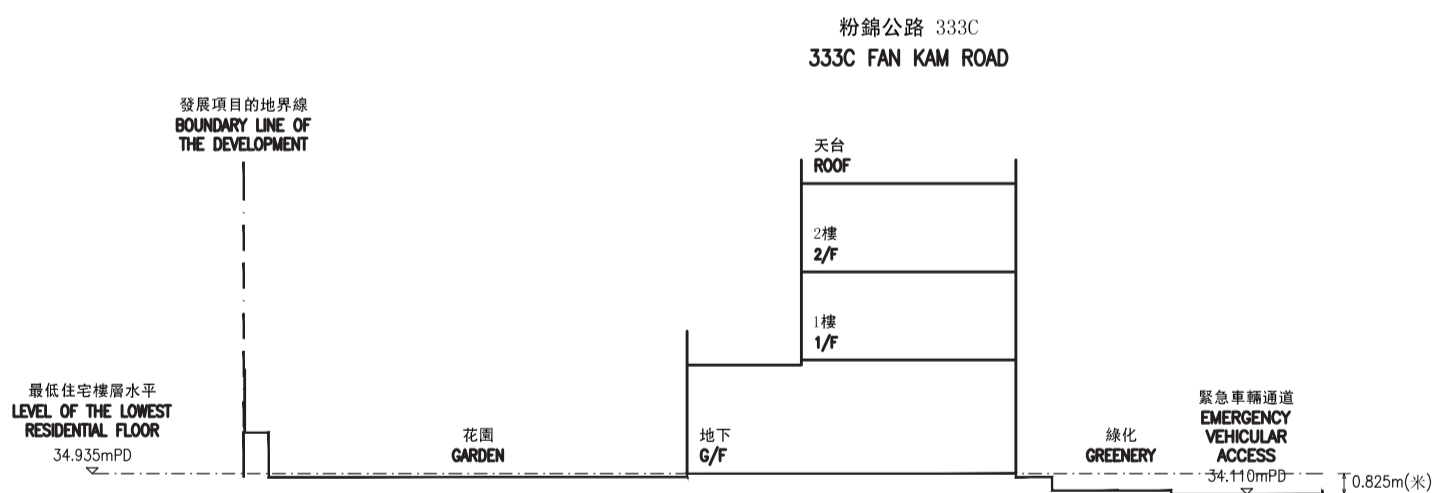 粉錦公路 333C
333C FAN KAM ROAD
發展項目的地界線
BOUNDARY LINE OF
THE DEVELOPMENT
天台
ROOF
2樓
2/F
1樓
1/F
最低住宅樓層水平
LEVEL OF THE LOWEST
RESIDENTIAL FLOOR
34.935mPD
花園
GARDEN
地下
G/F
綠化
GREENERY
緊急車輛通道
EMERGENCY
VEHICULAR
ACCESS
34.110mPD
0.825m(米)